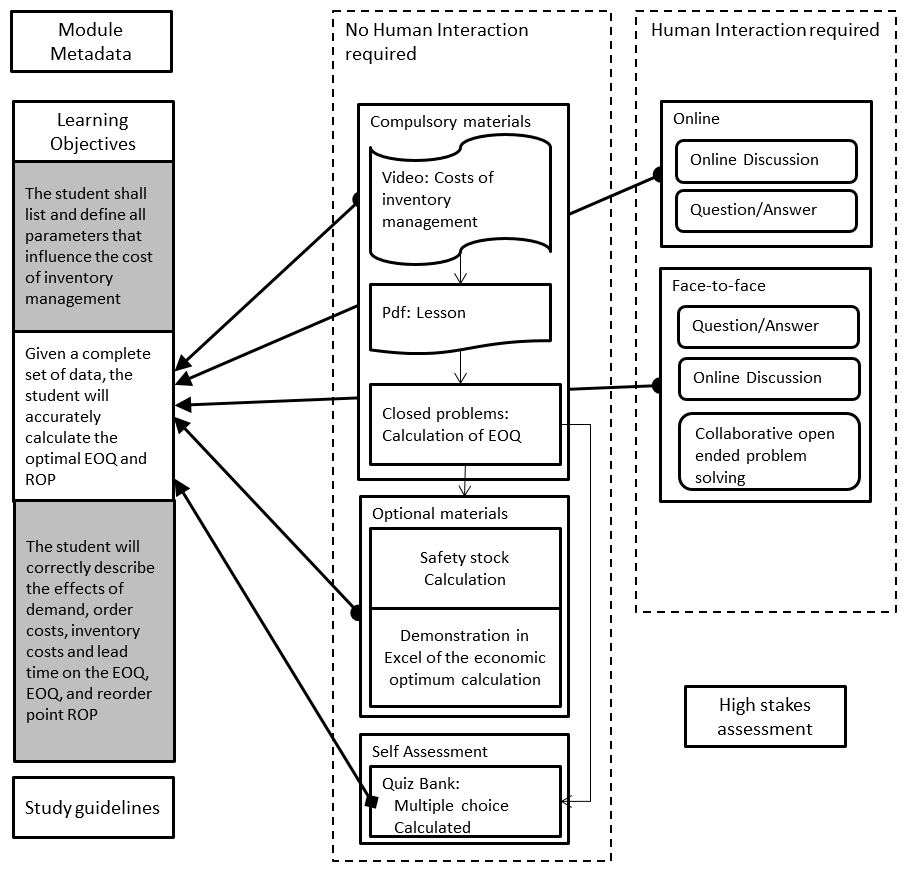 Module
Metadata
Learning
Objectives
The student shall
list and define all
parameters that
influence the cost
of inventory
management
Given a complete
set of data, the
student will
accurately
calculate the
optimal EOQ and
ROP
The student will
correctly describe
the effects of
demand, order
costs, inventory
costs and lead
time on the EOQ,
EOQ, and reorder
point ROP
Study guidelines
No Human Interaction
required
Compulsory materials
Video: Costs of
inventory
management
Pdf: Lesson
Closed problems:
Calculation of EOQ
Optional materials
Safety stock
Calculation
Demonstration in
Excel of the economic
optimum calculation
Self Assessment
Quiz Bank:
Multiple choice
Calculated
Human Interaction required
Online
Online Discussion
Question/Answer
Face-to-face
Question/Answer
Online Discussion
Collaborative open
ended problem
solving
High stakes
assessment